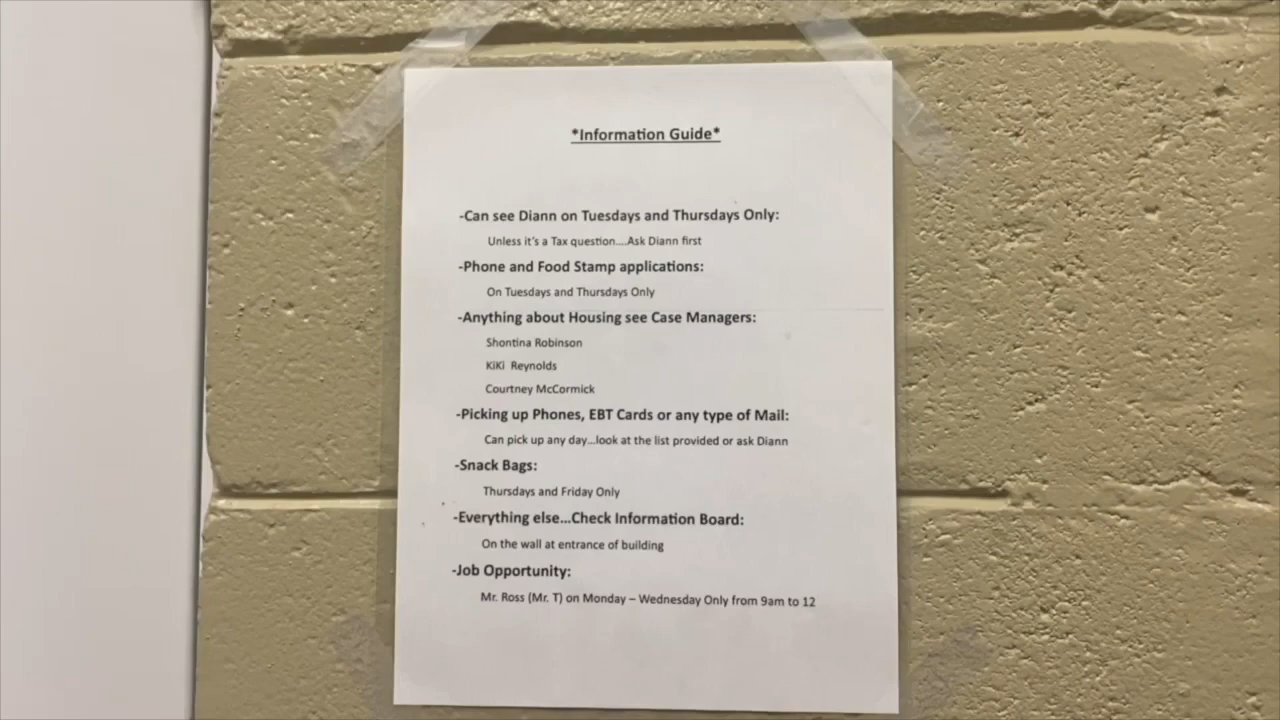 *Information Guide*
-Can see Diann on Tuesdays and Thursdays Only:
Unless it's a Tax question....Ask Diann first
-Phone and Food Stamp applications:
On Tuesdays and Thursdays Only
-Anything about Housing see Case Managers:
Shontina Robinson
KiKi Reynolds
Courtney McCormick
-Picking up Phones, EBT Cards or any type of Mail:
Can pick up any day...look at the list provided or ask Diann
-Snack Bags:
Thursdays and Friday Only
-Everything else...Check Information Board:
On the wall at entrance of building
-Job Opportunity:
Mr. Ross (Mr. T) on Monday – Wednesday Only from 9am to 12